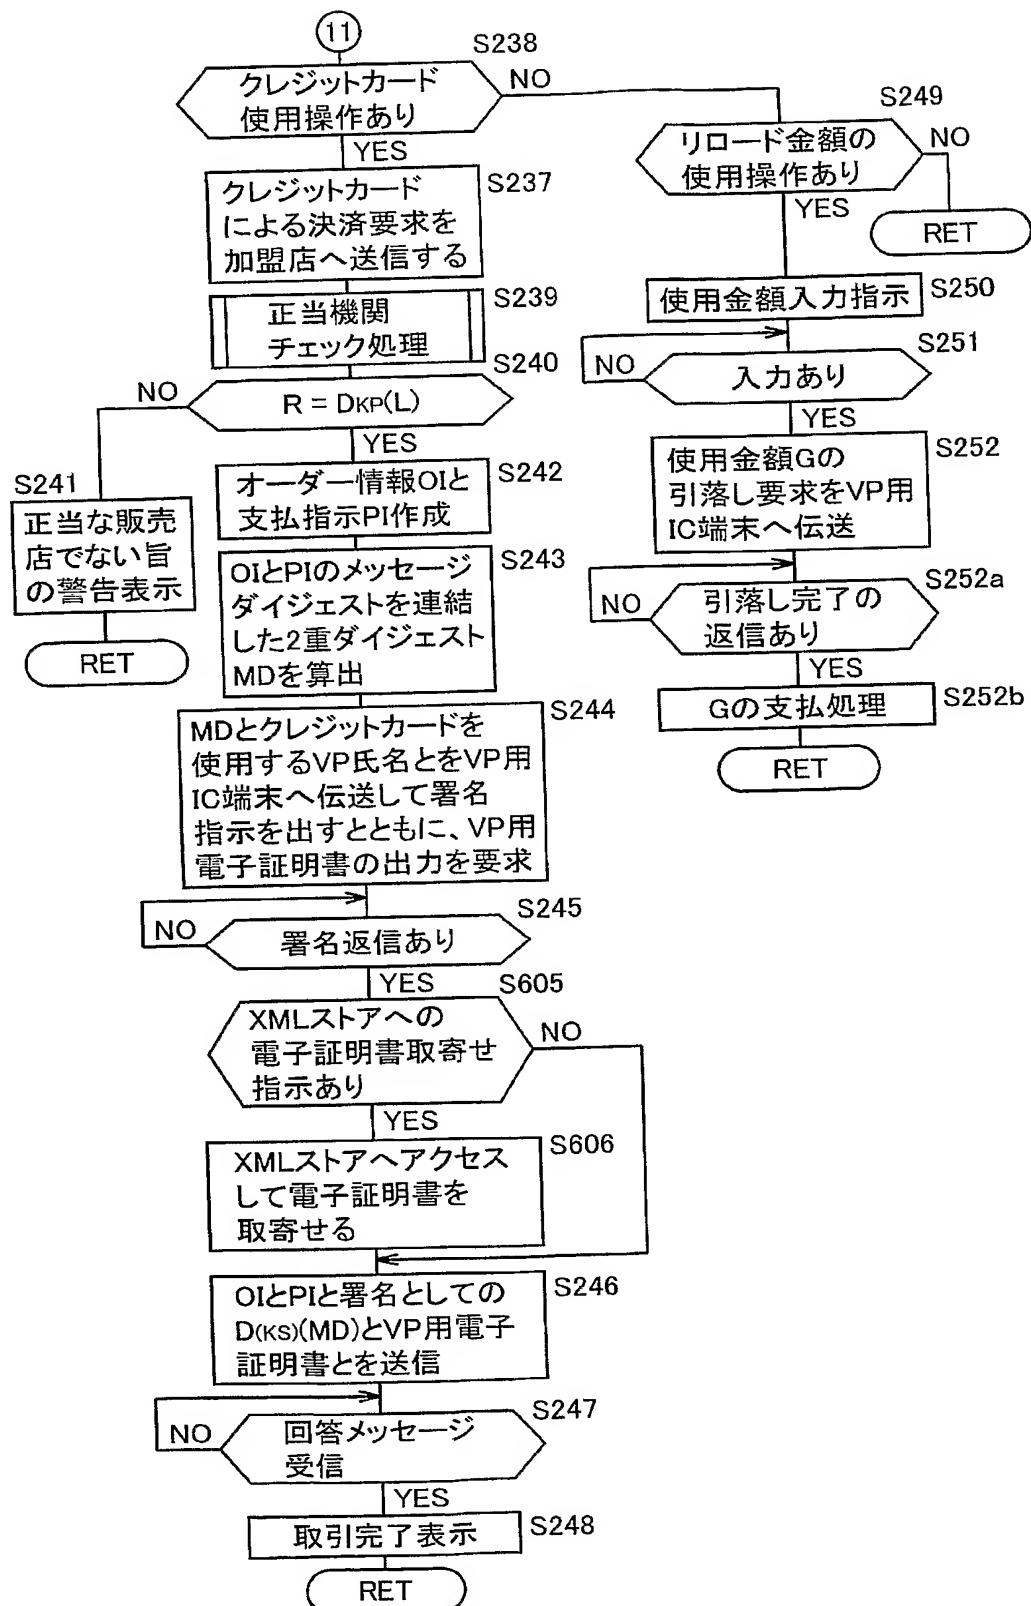 11
S238
クレジットカード
使用操作あり
NO
YES
S249
リロード金額の
使用操作あり
NO
YES
RET
S237
クレジットカード
による決済要求を
加盟店へ送信する
S239
正当機関
チェック処理
S240
NO
R = DKP(L)
YES
S241
正当な販売
店でない旨
の警告表示
RET
S242
オーダー情報OIと
支払指示PI作成
S243
OIとPIのメッセージ
ダイジェストを連結
した2重ダイジェスト
MDを算出
S244
MDとクレジットカードを
使用するVP氏名とをVP用
IC端末へ伝送して署名
指示を出すとともに、VP用
電子証明書の出力を要求
S245
NO
署名返信あり
YES
S605
XMLストアへの
電子証明書取寄せ
指示あり
NO
YES
S606
XMLストアへアクセス
して電子証明書を
取寄せる
S246
OIとPIと署名としての
D(KS)(MD)とVP用電子
証明書とを送信
S247
NO
回答メッセージ
受信
YES
取引完了表示
S248
RET
使用金額入力指示
S250
S251
NO
入力あり
YES
S252
使用金額Gの
引落し要求をVP用
IC端末へ伝送
S252a
NO
引落し完了の
返信あり
YES
Gの支払処理
S252b
RET